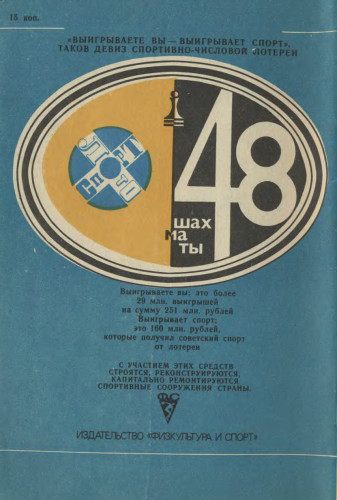 15 коп.
«ВЫИГРЫВАЕТЕ ВЫ — ВЫИГРЫВАЕТ СПОРТ»,
ТАКОВ ДЕВИЗ СПОРТИВНО-ЧИСЛОВОЙ ЛОТЕРЕИ
СПОРТ
ЛОТО
48
шах
ма
ты
Выигрываете вы: это более
29 млн. выигрышей
на сумму 251 млн. рублей
Выигрывает спорт:
это 160 млн. рублей,
которые получил советский спорт
от лотереи
С УЧАСТИЕМ ЭТИХ СРЕДСТВ
СТРОЯТСЯ, РЕКОНСТРУИРУЮТСЯ,
КАПИТАЛЬНО РЕМОНТИРУЮТСЯ
СПОРТИВНЫЕ СООРУЖЕНИЯ СТРАНЫ.
ФС
ИЗДАТЕЛЬСТВО «ФИЗКУЛЬТУРА И СПОРТ»